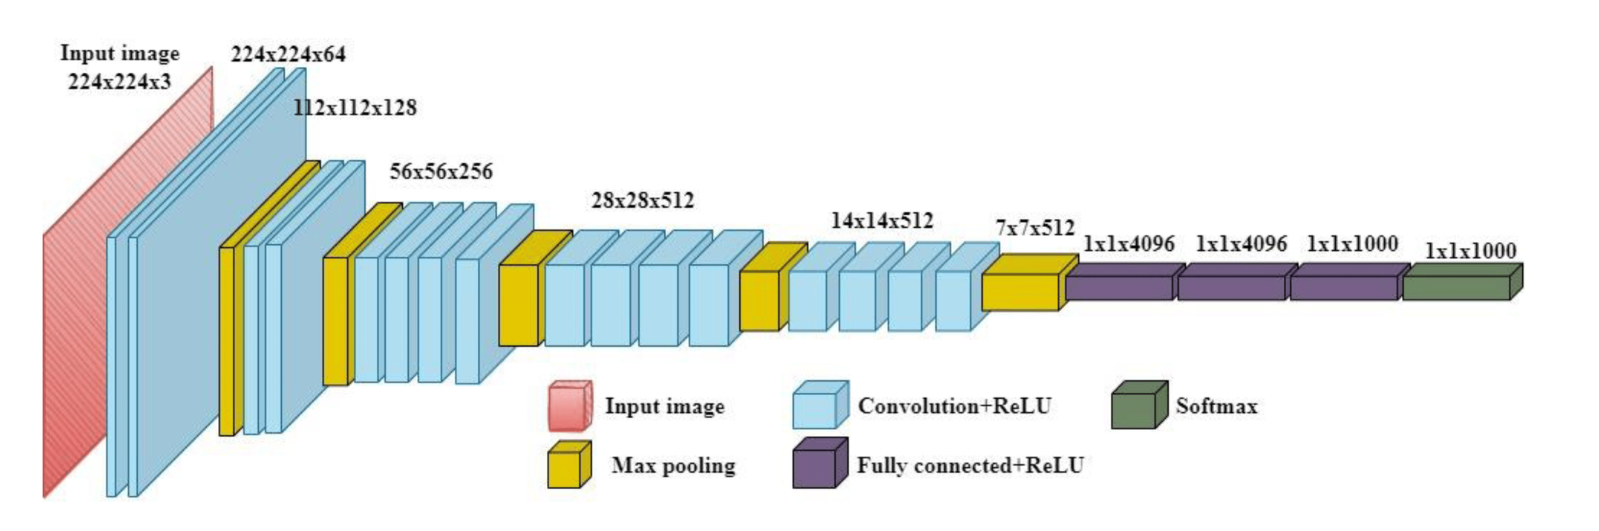 Input image
224x224x3
224x224x64
112x112x128
56x56x256
28x28x512
14x14x512
7x7x512
1x1x4096
1x1x4096
1x1x1000
1x1x1000
Input image
Convolution+ReLU
Softmax
Max pooling
Fully connected+ReLU